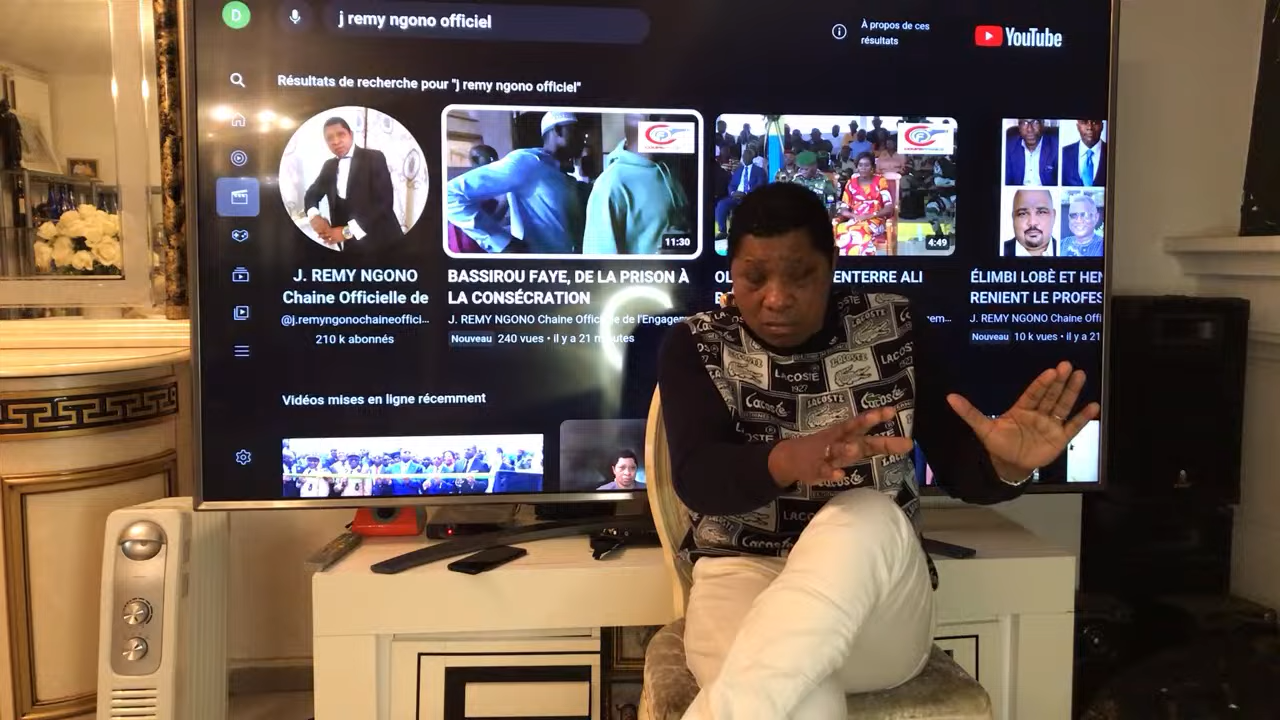 D
j remy ngono officiel
À propos de ces
résultats
YouTube
Résultats de recherche pour "j remy ngono officiel"
11:30
4:49
J. REMY NGONO
Chaine Officielle de
@j.remyngonochaineoffici...
210 k abonnés
BASSIROU FAYE, DE LA PRISON À
LA CONSÉCRATION
J. REMY NGONO Chaine Officielle de l'Engagem
Nouveau 240 vues • il y a 21 minutes
ENTERRE ALI
ÉLIMBI LOBÈ ET HEN
RENIENT LE PROFES
J. REMY NGONO Chaine Offi
Nouveau 10 k vues • il y a 21
Vidéos mises en ligne récemment
LACOSTE
1927
Lacoste
LACOSTE